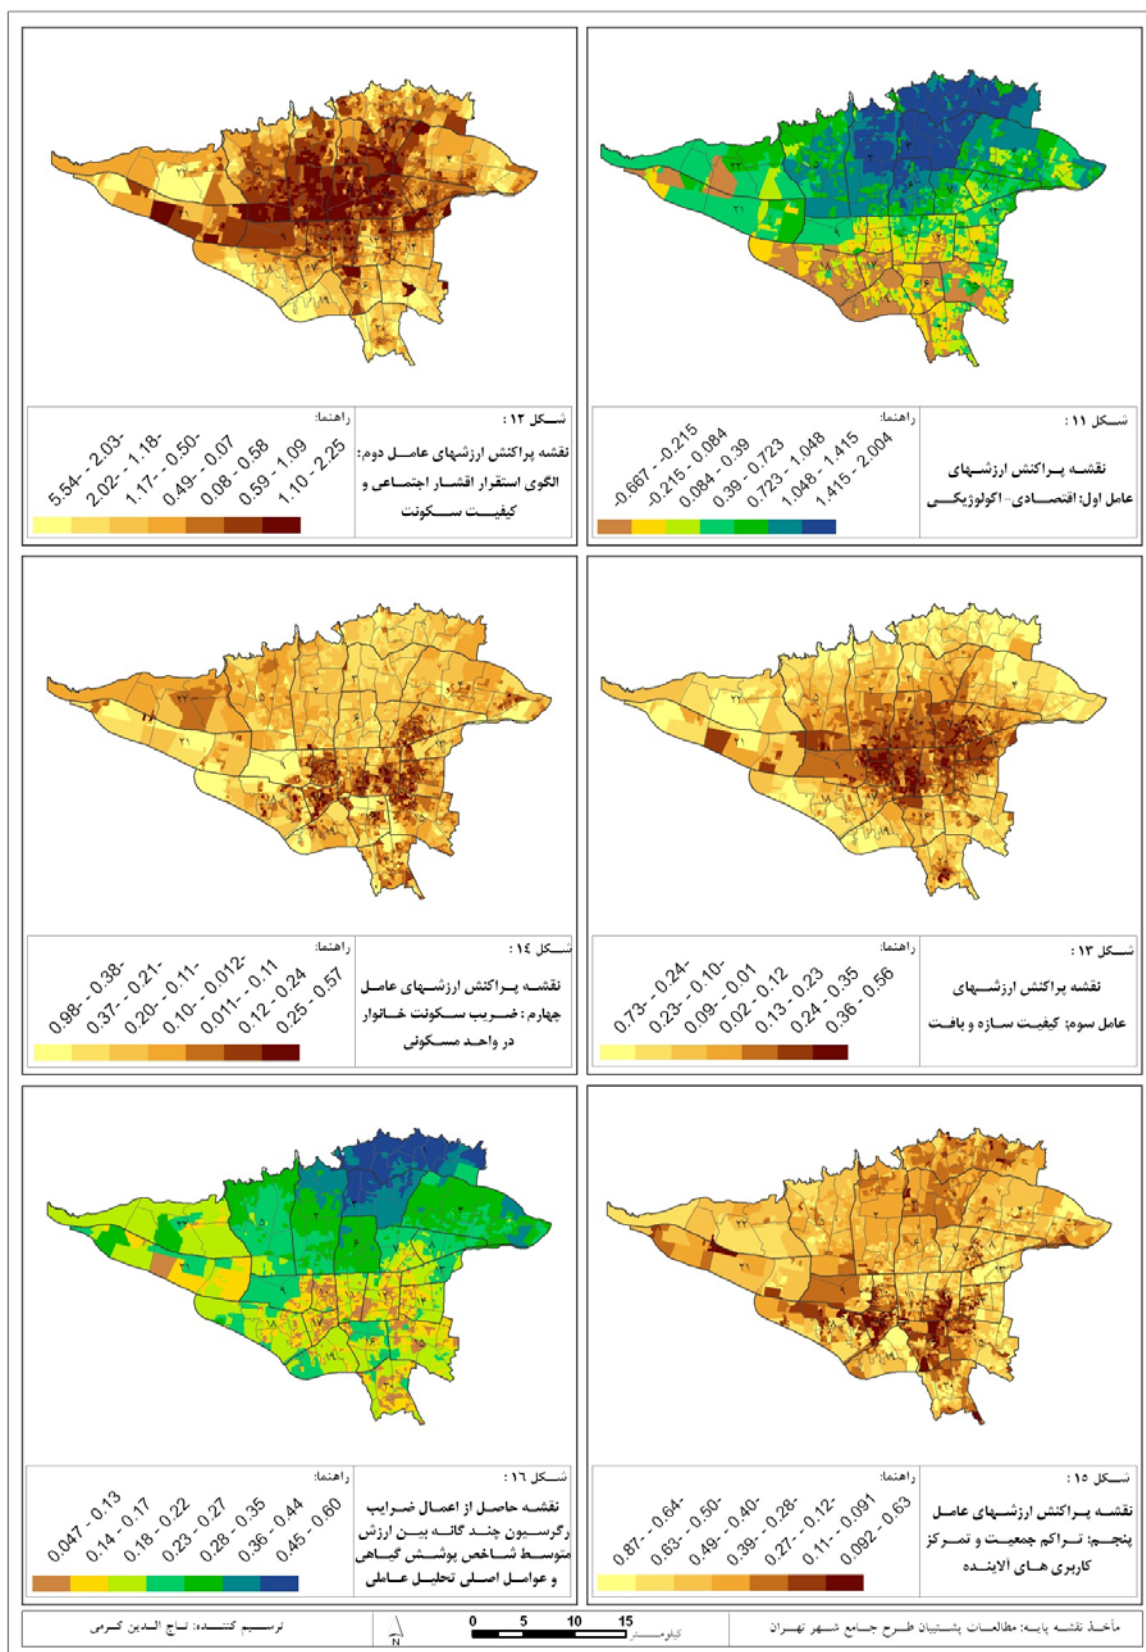 شکل ۱۱ :
نقشه پراکنش ارزشهای
عامل اول: اقتصادی- اکولوژیکی
راهنما:
-0.667 - -0.215
-0.215 - 0.084
0.084 - 0.39
0.39 - 0.723
0.723 - 1.048
1.048 - 1.415
1.415 - 2.004
شکل ۱۲ :
نقشه پراکنش ارزشهای عامل دوم:
الگوی استقرار اقشار اجتماعی و
کیفیت سکونت
راهنما:
5.54- - 2.03-
2.02- - 1.18-
1.17- - 0.50-
0.49- - 0.07
0.08 - 0.58
0.59 - 1.09
1.10 - 2.25
شکل ۱۳ :
نقشه پراکنش ارزشهای
عامل سوم: کیفیت سازه و بافت
راهنما:
0.73- - 0.24-
0.23- - 0.10-
0.09- - 0.01
0.02 - 0.12
0.13 - 0.23
0.24 - 0.35
0.36 - 0.56
شکل ۱٤ :
نقشه پراکنش ارزشهای عامل
چهارم: ضریب سکونت خانوار
در واحد مسکونی
راهنما:
0.98- - 0.38-
0.37- - 0.21-
0.20- - 0.11-
0.10- - 0.012-
0.011- - 0.11
0.12 - 0.24
0.25 - 0.57
شکل ۱۵ :
نقشه پراکنش ارزشهای عامل
پنجم: تراکم جمعیت و تمرکز
کاربری های آلاینده
راهنما:
0.87- - 0.64-
0.63- - 0.50-
0.49- - 0.40-
0.39- - 0.28-
0.27- - 0.12-
0.11- - 0.091
0.092 - 0.63
شکل ۱٦ :
نقشه حاصل از اعمال ضرایب
رگرسیون چند گانه بین ارزش
متوسط شاخص پوشش گیاهی
و عوامل اصلی تحلیل عاملی
راهنما:
0.047 - 0.13
0.14 - 0.17
0.18 - 0.22
0.23 - 0.27
0.28 - 0.35
0.36 - 0.44
0.45 - 0.60
مأخذ نقشه پایه: مطالعات پشتیبان طرح جامع شهر تهران
0 5 10 15
کیلومتر
N
ترسیم کننده: تاج الدین کرمی